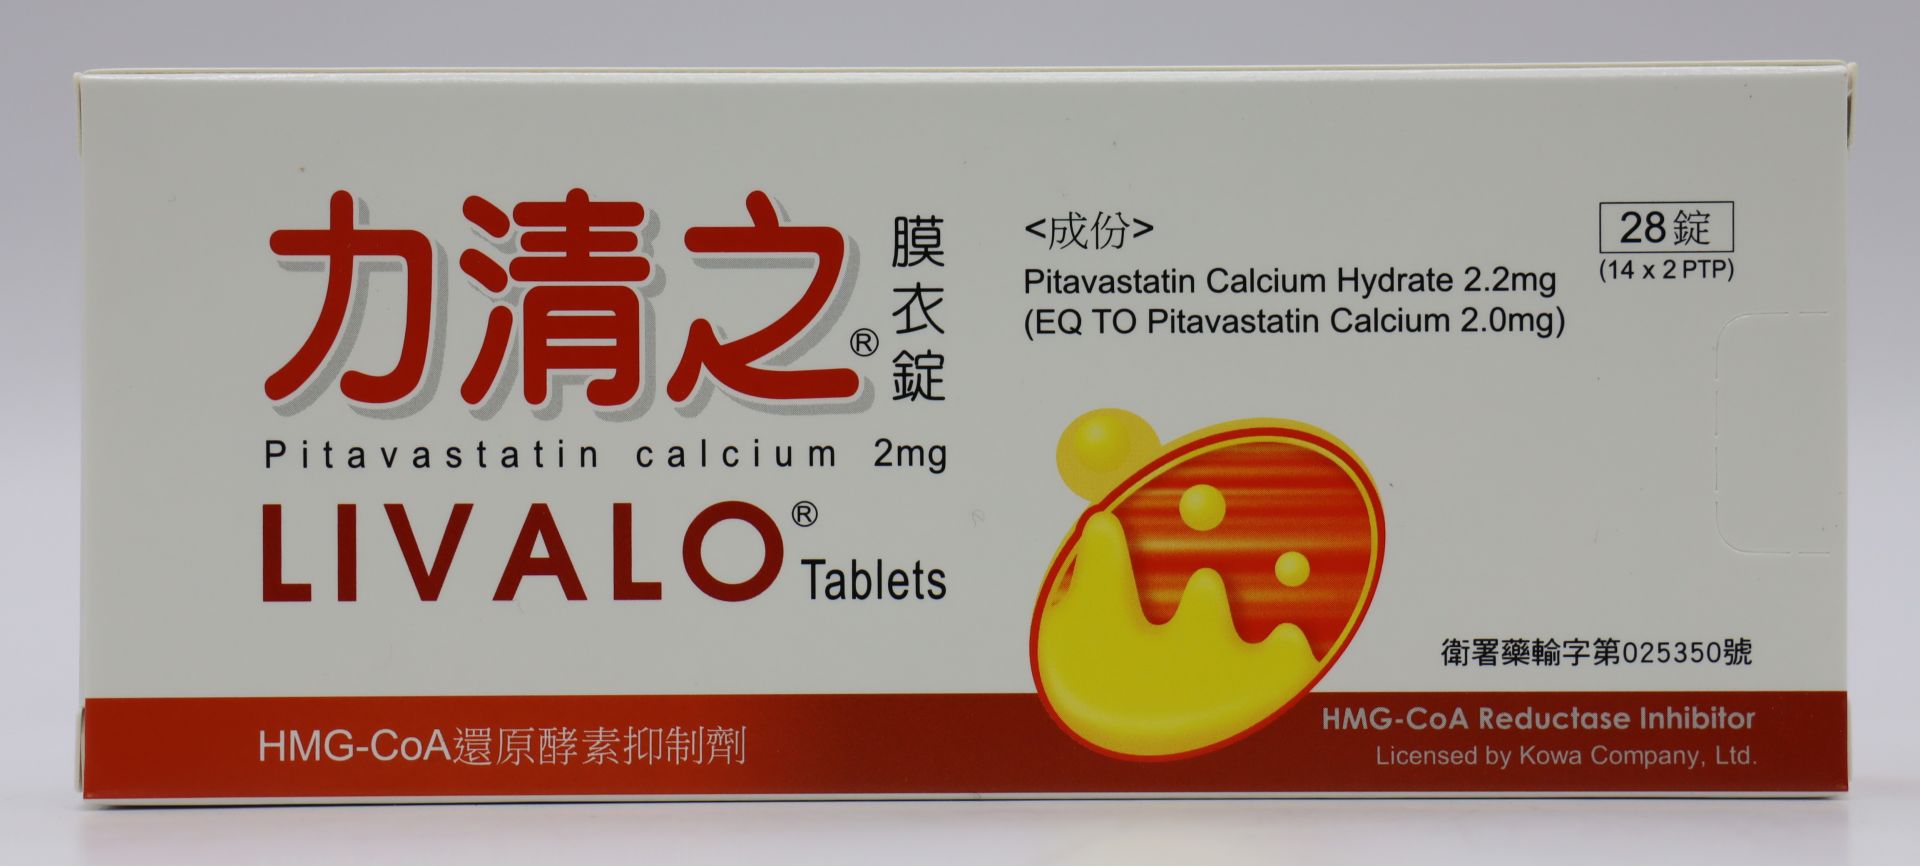 力清之® 膜衣錠
Pitavastatin calcium 2mg
LIVALO® Tablets
<成份>
Pitavastatin Calcium Hydrate 2.2mg
(EQ TO Pitavastatin Calcium 2.0mg)
28錠
(14 x 2 PTP)
衛署藥輸字第025350號
HMG-CoA還原酵素抑制劑
HMG-CoA Reductase Inhibitor
Licensed by Kowa Company, Ltd.